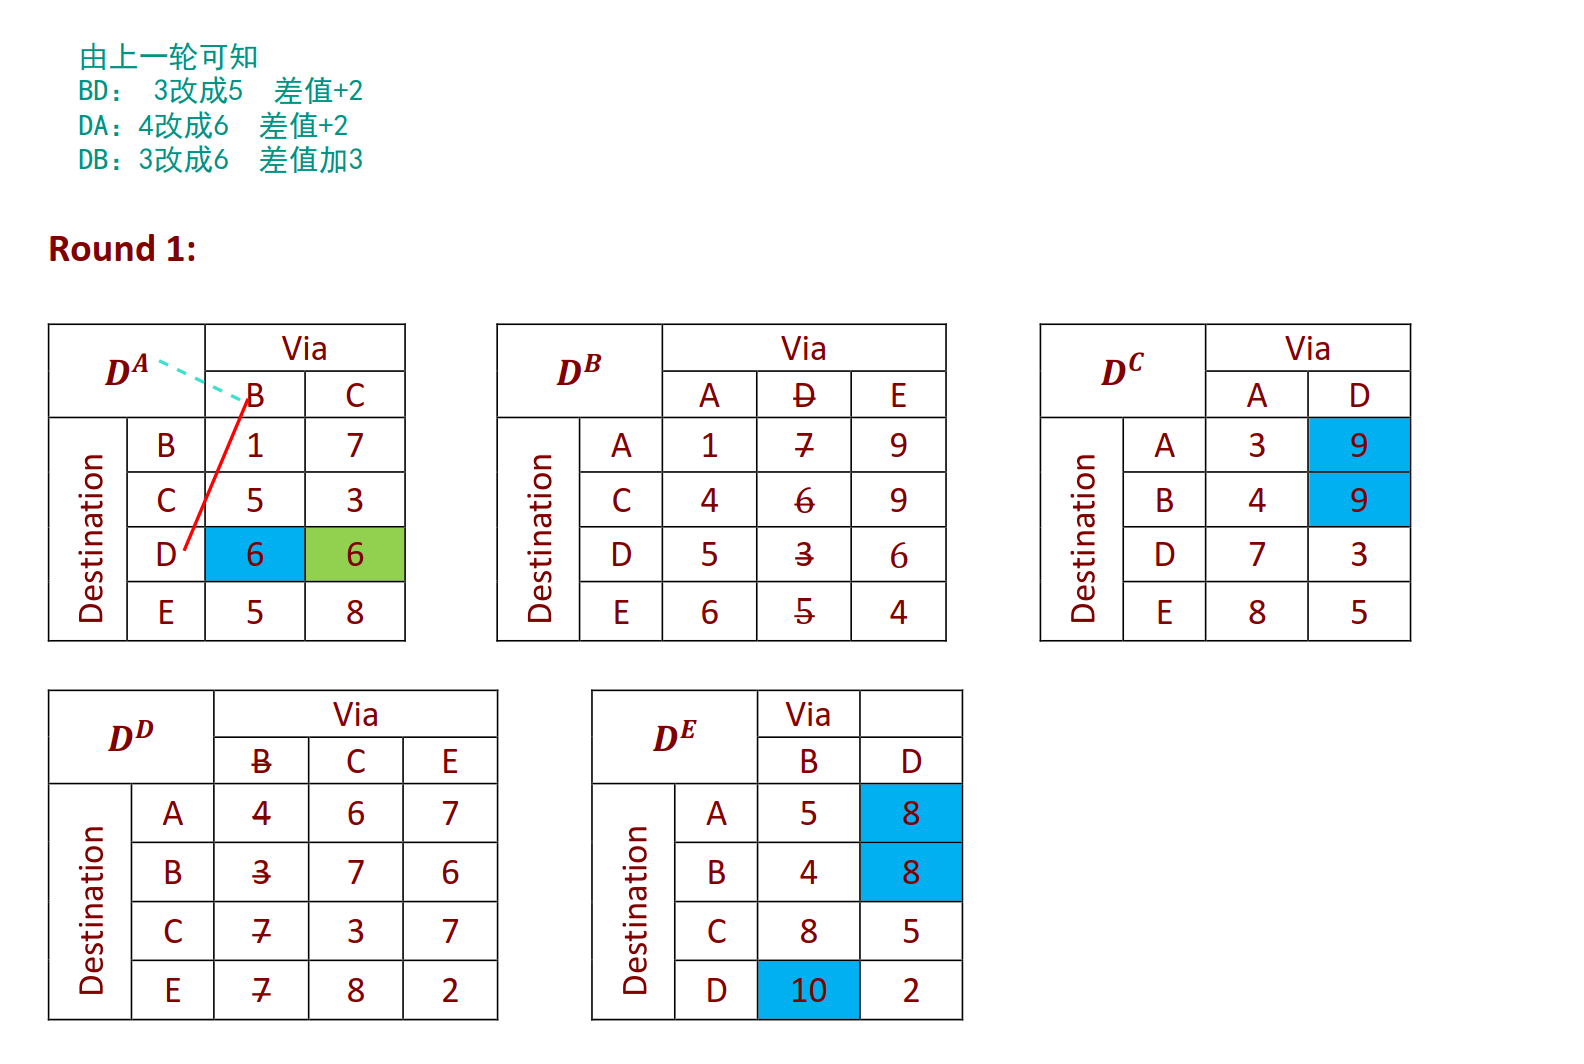 由上一轮可知
BD： 3改成5 差值+2
DA：4改成6 差值+2
DB：3改成6 差值加3
Round 1:
D^A Via
B C
Destination
B 1 7
C 5 3
D 6 6
E 5 8
D^B Via
A D E
Destination
A 1 7 9
C 4 6 9
D 5 3 6
E 6 5 4
D^C Via
A D
Destination
A 3 9
B 4 9
D 7 3
E 8 5
D^D Via
B C E
Destination
A 4 6 7
B 3 7 6
C 7 3 7
E 7 8 2
D^E Via
B D
Destination
A 5 8
B 4 8
C 8 5
D 10 2